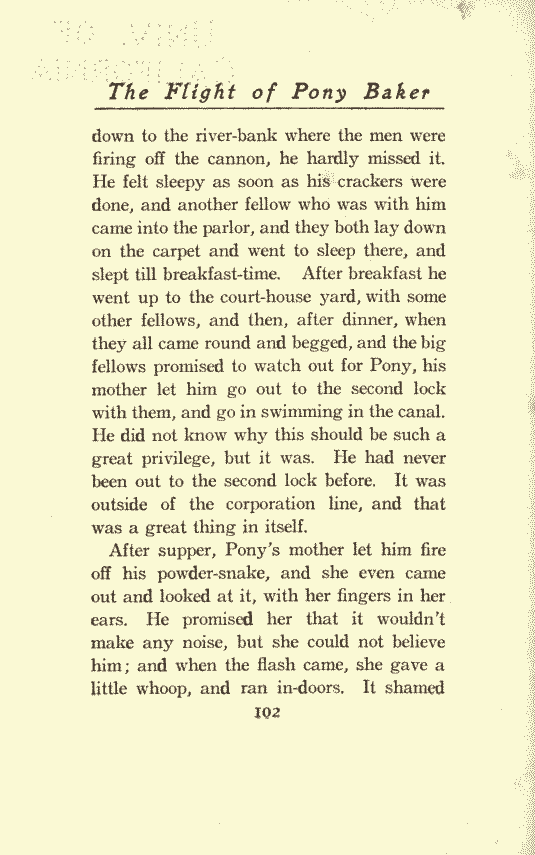 The Flight of Pony Baker
down to the river-bank where the men were
firing off the cannon, he hardly missed it.
He felt sleepy as soon as his crackers were
done, and another fellow who was with him
came into the parlor, and they both lay down
on the carpet and went to sleep there, and
slept till breakfast-time. After breakfast he
went up to the court-house yard, with some
other fellows, and then, after dinner, when
they all came round and begged, and the big
fellows promised to watch out for Pony, his
mother let him go out to the second lock
with them, and go in swimming in the canal.
He did not know why this should be such a
great privilege, but it was. He had never
been out to the second lock before. It was
outside of the corporation line, and that
was a great thing in itself.
After supper, Pony's mother let him fire
off his powder-snake, and she even came
out and looked at it, with her fingers in her
ears. He promised her that it wouldn't
make any noise, but she could not believe
him; and when the flash came, she gave a
little whoop, and ran in-doors. It shamed
102